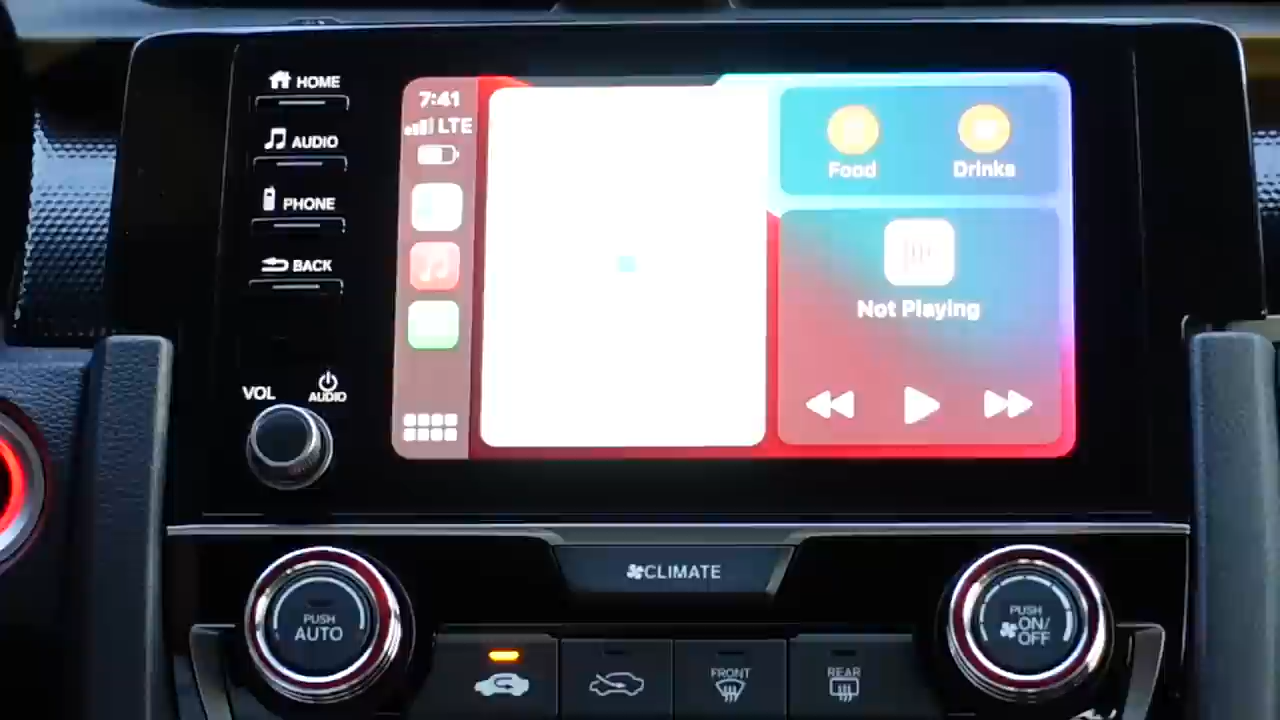 HOME
AUDIO
PHONE
BACK
VOL
AUDIO
7:41
LTE
Food
Drinks
Not Playing
CLIMATE
PUSH
AUTO
FRONT
REAR
PUSH
ON/
OFF